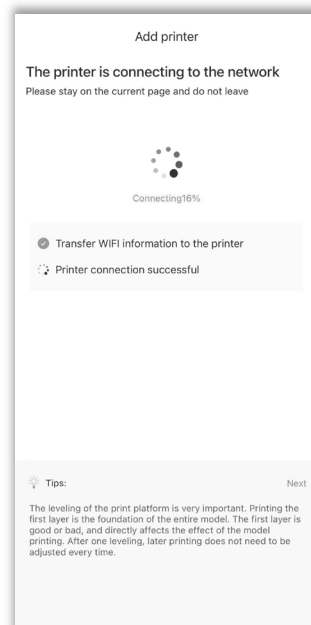 Add printer
The printer is connecting to the network
Please stay on the current page and do not leave
Connecting16%
Transfer WIFI information to the printer
Printer connection successful
Tips:
Next
The leveling of the print platform is very important. Printing the
first layer is the foundation of the entire model. The first layer is
good or bad, and directly affects the effect of the model
printing. After one leveling, later printing does not need to be
adjusted every time.